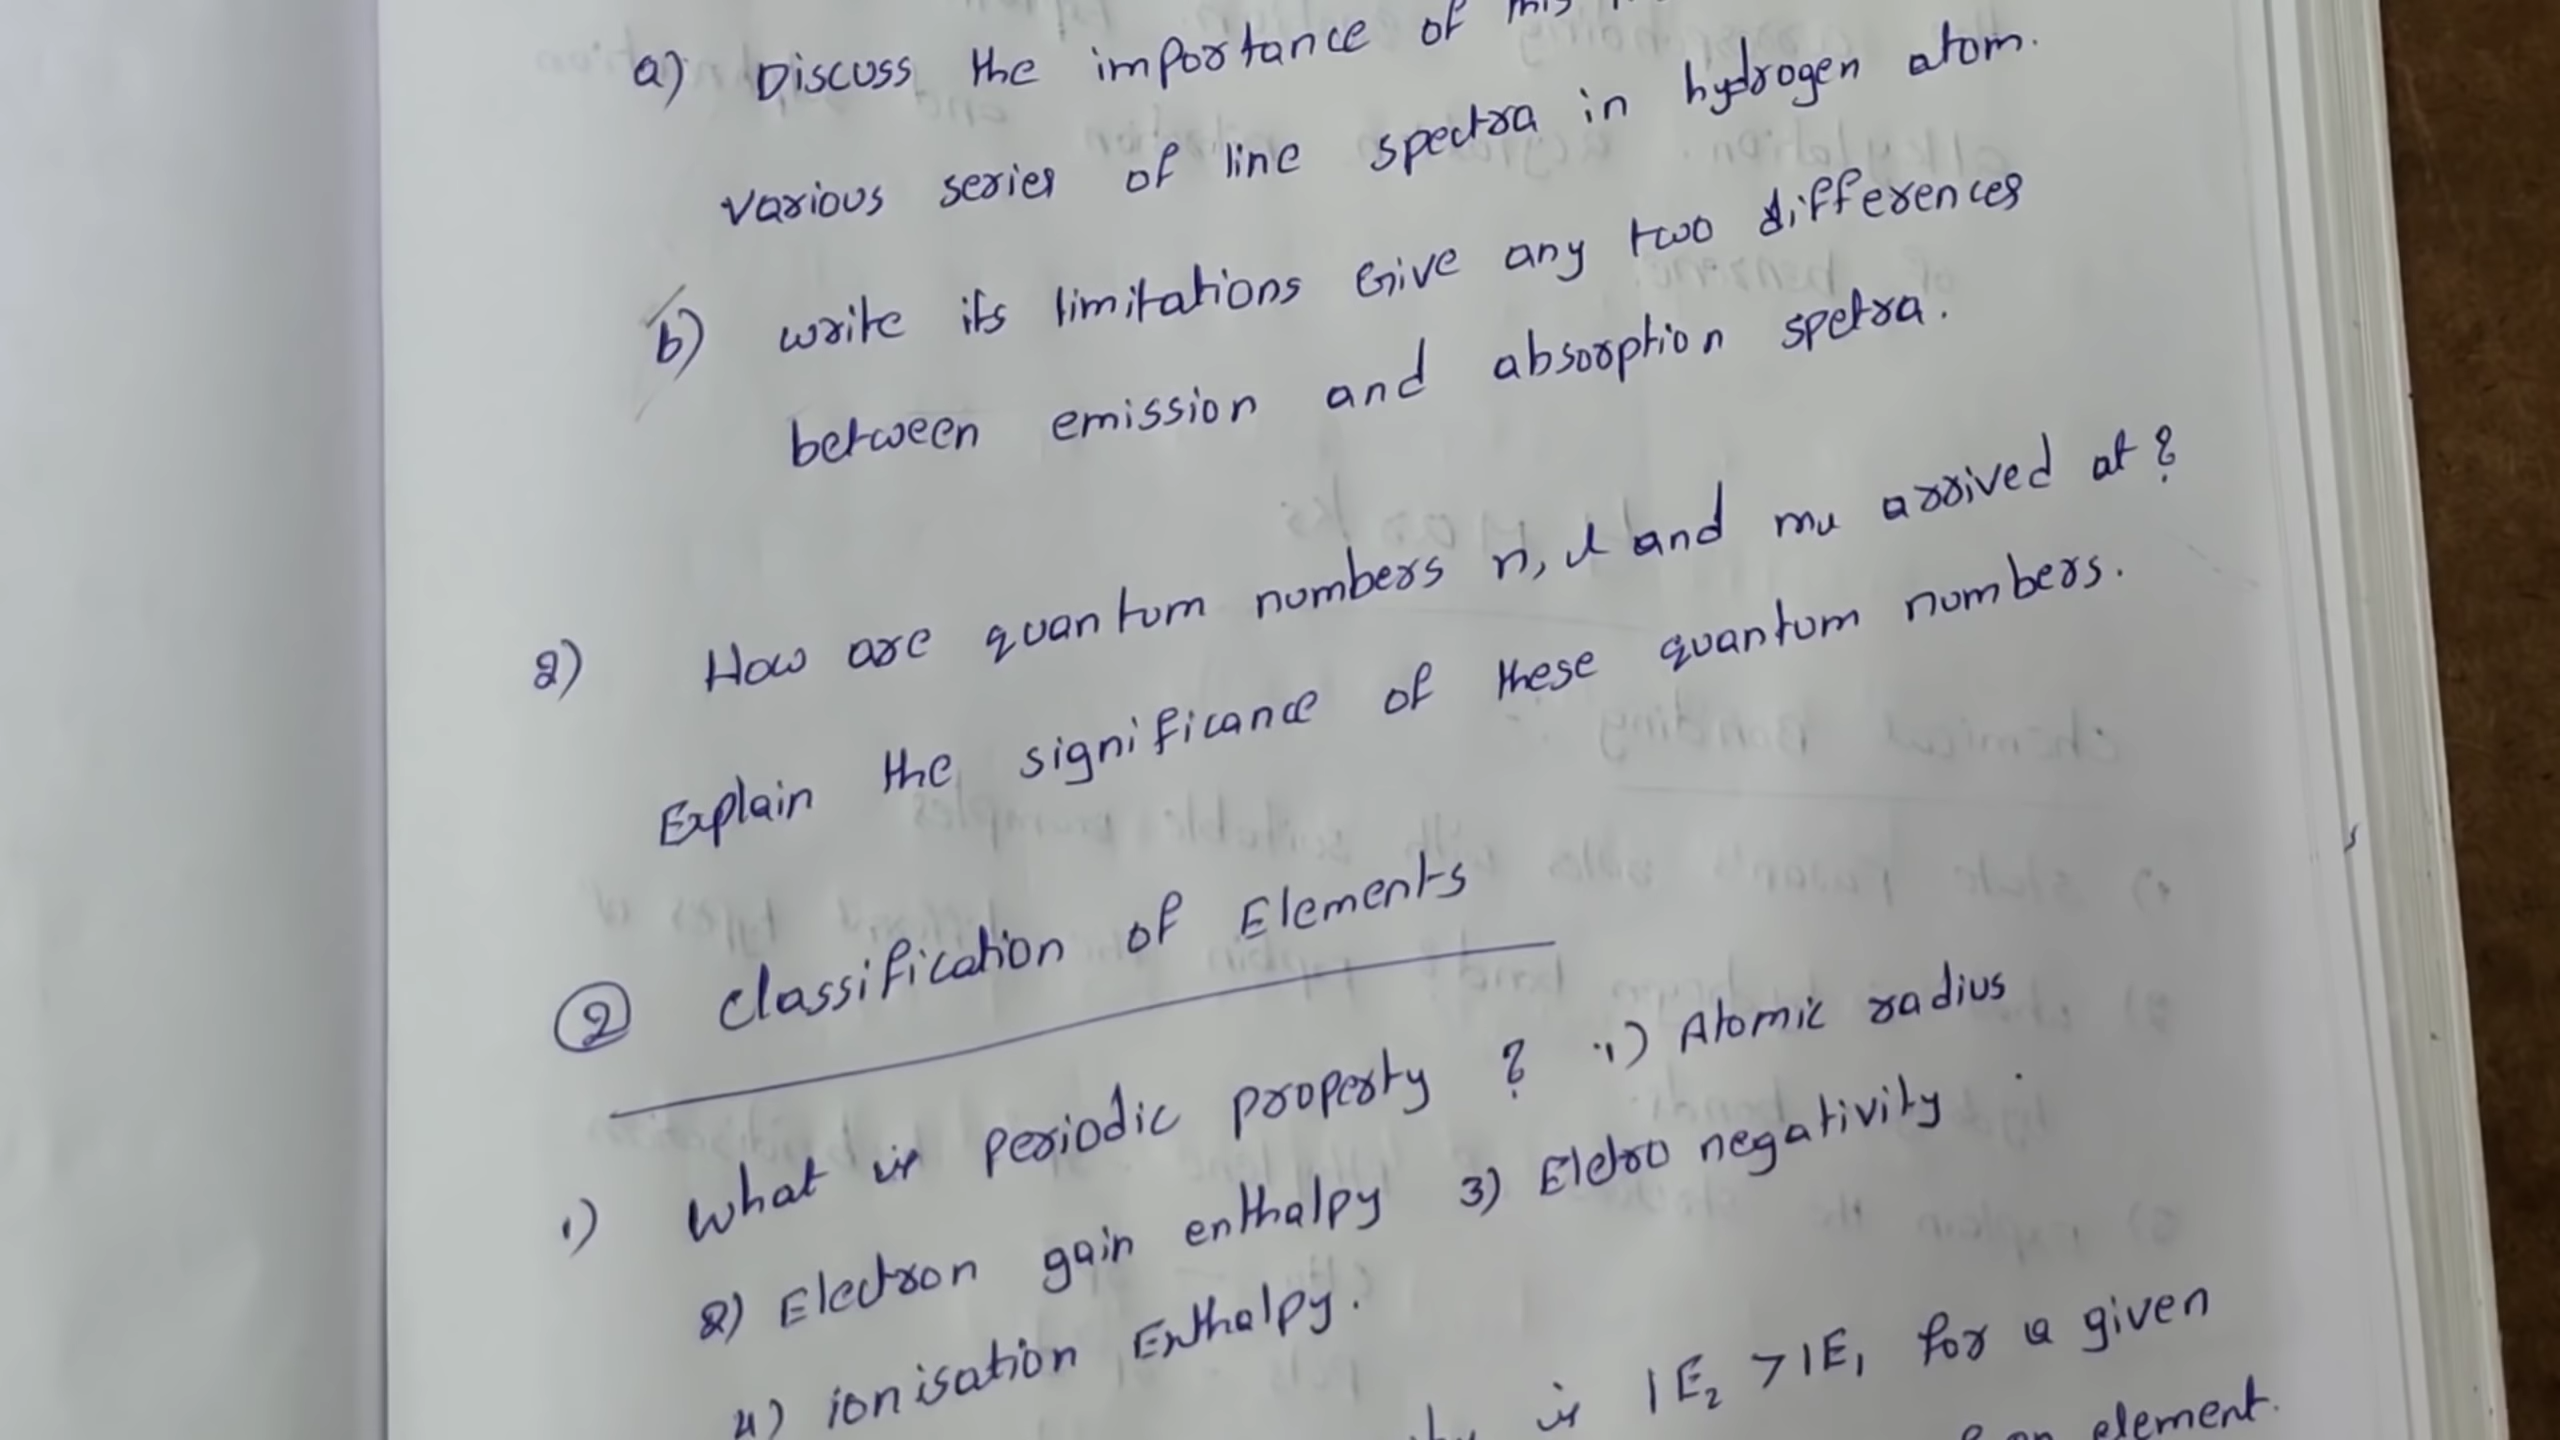 a) Discuss the importance of this
various series of line spectra in hydrogen atom.
b) write its limitations Give any two differences
between emission and absorption spetra.
2) How are quantum numbers n, l and ml arrived at?
Explain the significance of these quantum numbers.
② classification of Elements
1) what is periodic property? 1) Atomic radius
2) Electron gain enthalpy 3) Eletro negativity
4) ionisation Enthalpy.
is IE₂ > IE₁ for a given
element.